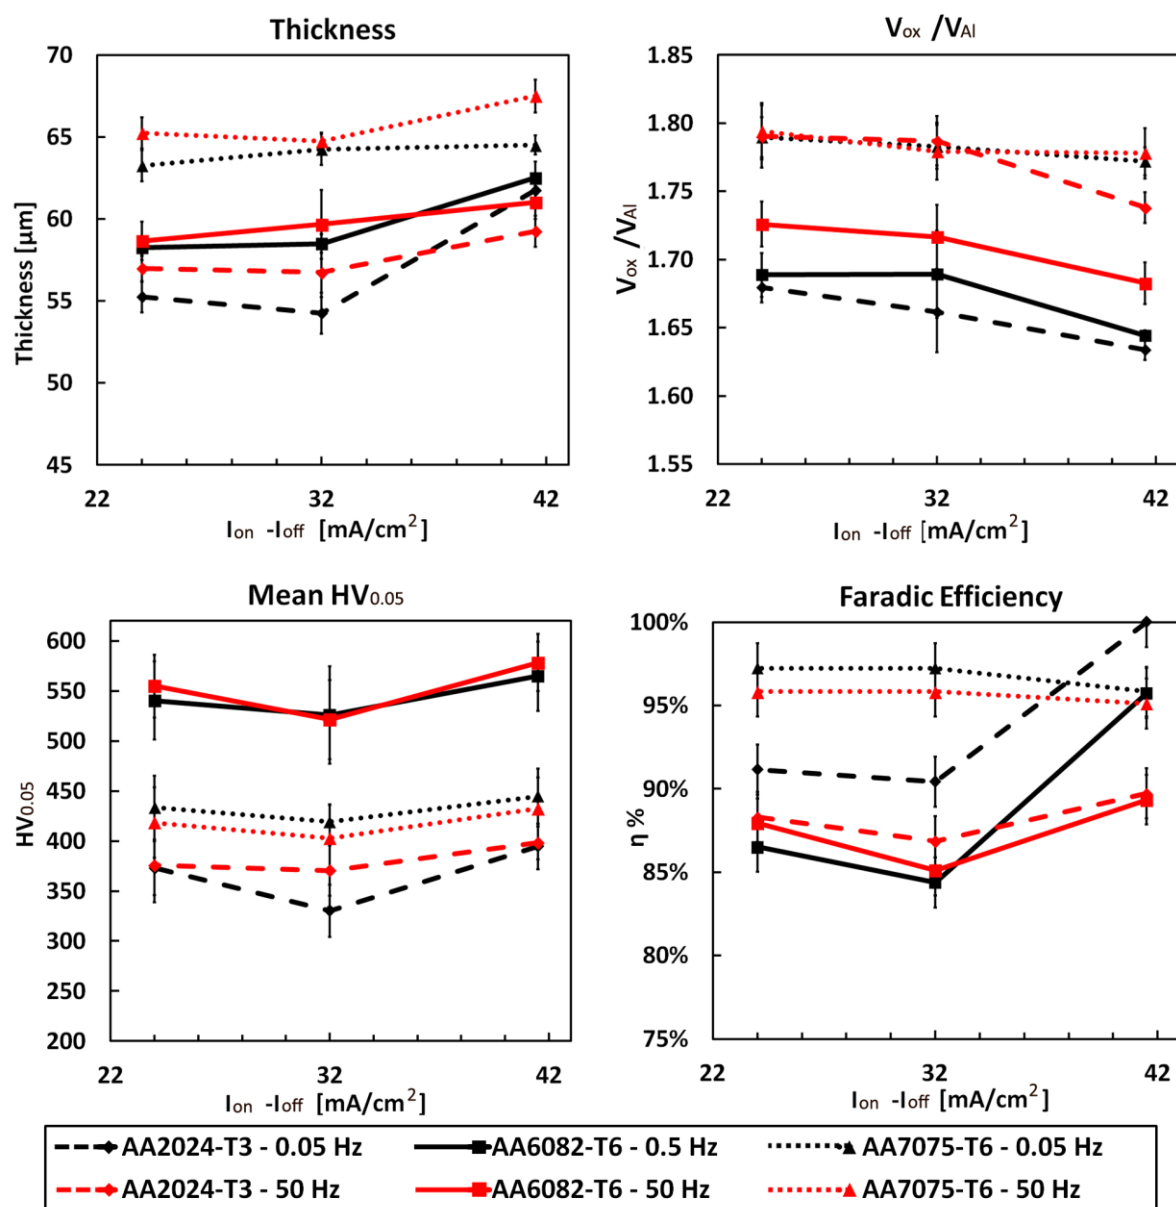 Thickness
Thickness [µm]
70
65
60
55
50
45
22 32 42
Ion -Ioff [mA/cm²]
Vox /VAl
Vox /VAl
1.85
1.80
1.75
1.70
1.65
1.60
1.55
22 32 42
Ion -Ioff [mA/cm²]
Mean HV0.05
HV0.05
600
550
500
450
400
350
300
250
200
22 32 42
Ion -Ioff [mA/cm²]
Faradic Efficiency
η %
100%
95%
90%
85%
80%
75%
22 32 42
Ion -Ioff [mA/cm²]
AA2024-T3 - 0.05 Hz AA6082-T6 - 0.5 Hz AA7075-T6 - 0.05 Hz
AA2024-T3 - 50 Hz AA6082-T6 - 50 Hz AA7075-T6 - 50 Hz